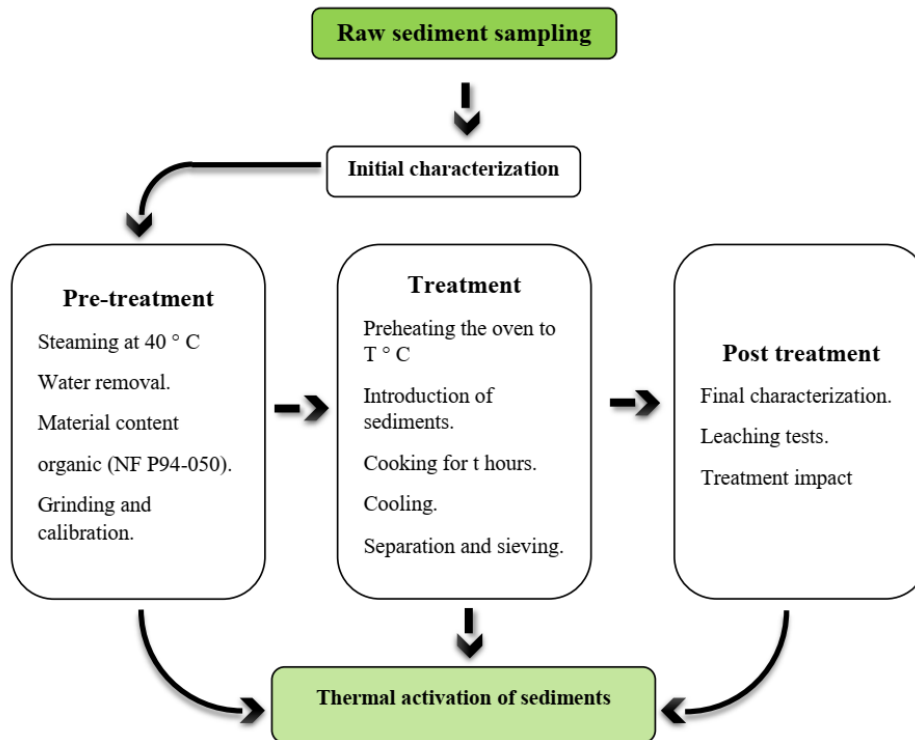 Raw sediment sampling
Initial characterization
Pre-treatment
Steaming at 40 ° C
Water removal.
Material content
organic (NF P94-050).
Grinding and
calibration.
Treatment
Preheating the oven to
T ° C
Introduction of
sediments.
Cooking for t hours.
Cooling.
Separation and sieving.
Post treatment
Final characterization.
Leaching tests.
Treatment impact
Thermal activation of sediments